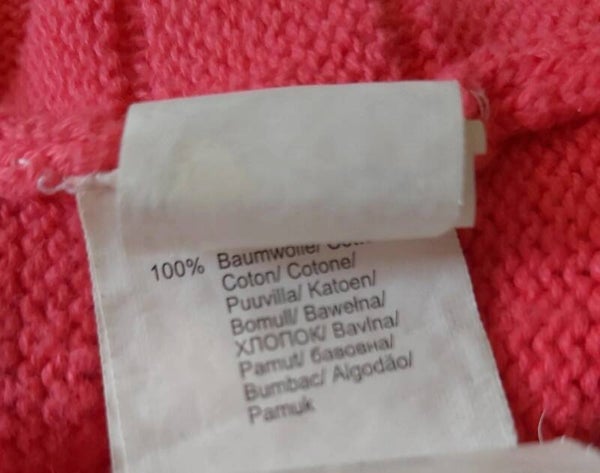 100% Baumwolle/
Coton/ Cotone/
Puuvilla/ Katoen/
Bomull/ Bawełna/
ХЛОПОК/ Bavlna/
Pamut/ бавовна/
Bumbac/ Algodão/
Pamuk